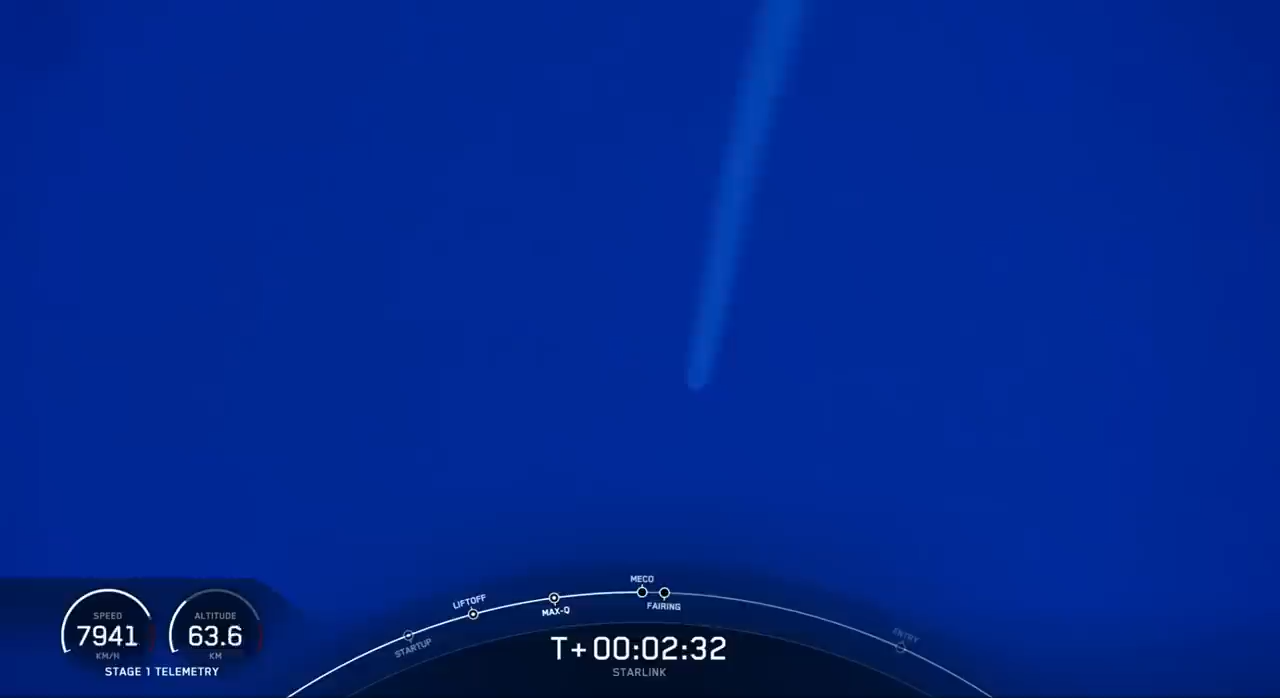 SPEED
7941
KM/H
ALTITUDE
63.6
KM
STAGE 1 TELEMETRY
STARTUP
LIFTOFF
MAX-Q
MECO
FAIRING
ENTRY
T+00:02:32
STARLINK